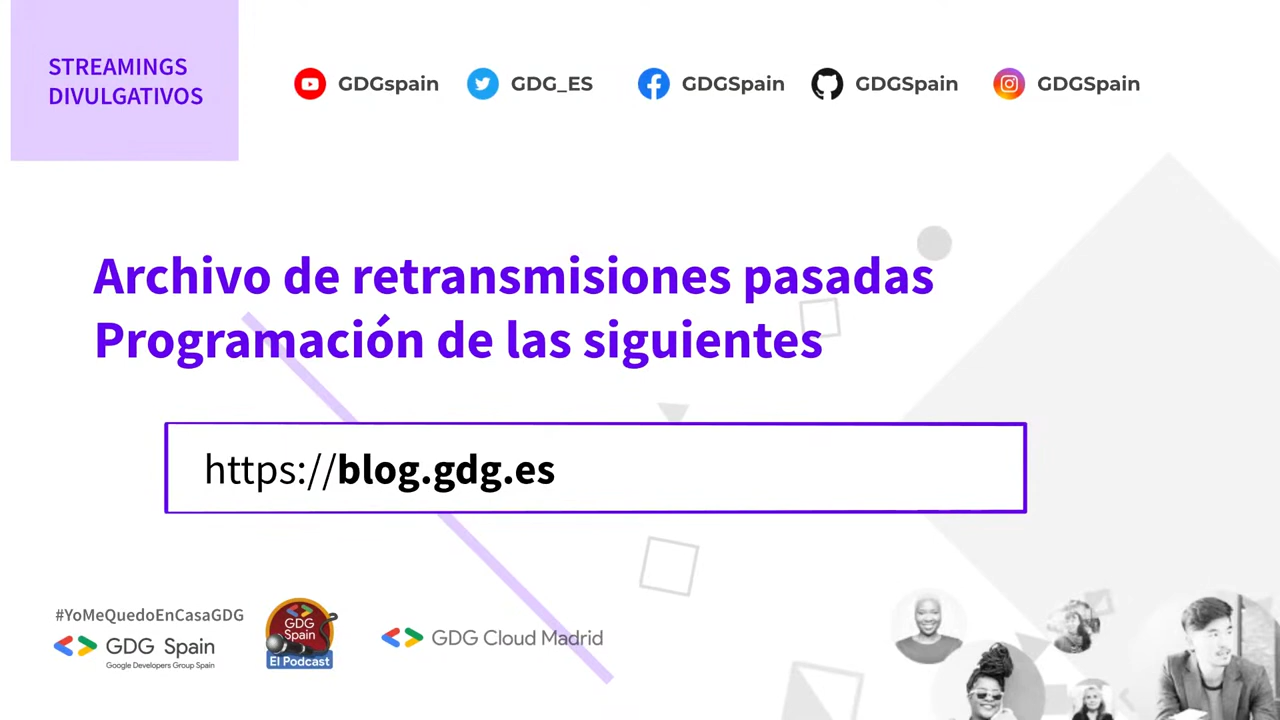 STREAMINGS
DIVULGATIVOS
GDGspain
GDG_ES
GDGSpain
GDGSpain
GDGSpain
Archivo de retransmisiones pasadas
Programación de las siguientes
https://blog.gdg.es
#YoMeQuedoEnCasaGDG
GDG Spain
Google Developers Group Spain
GDG
Spain
El Podcast
GDG Cloud Madrid